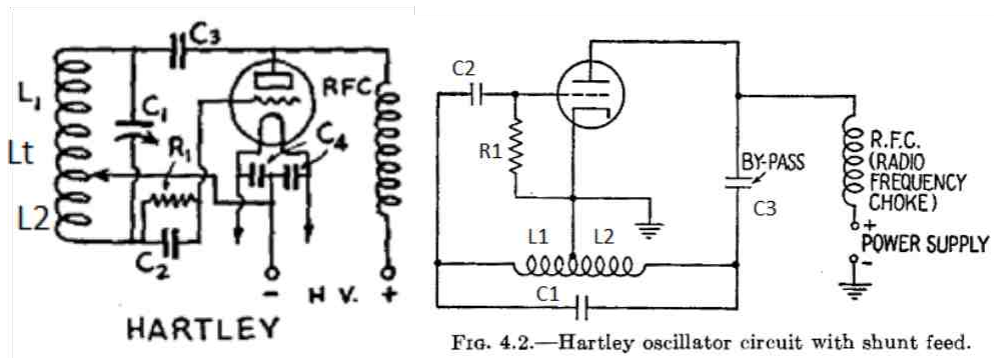 C3
L1
C1
RFC
Lt
R1
C4
L2
C2
- H V. +
HARTLEY
C2
R1
BY-PASS
C3
R.F.C.
(RADIO
FREQUENCY
CHOKE)
L1 L2
+
POWER SUPPLY
-
C1
FIG. 4.2.—Hartley oscillator circuit with shunt feed.